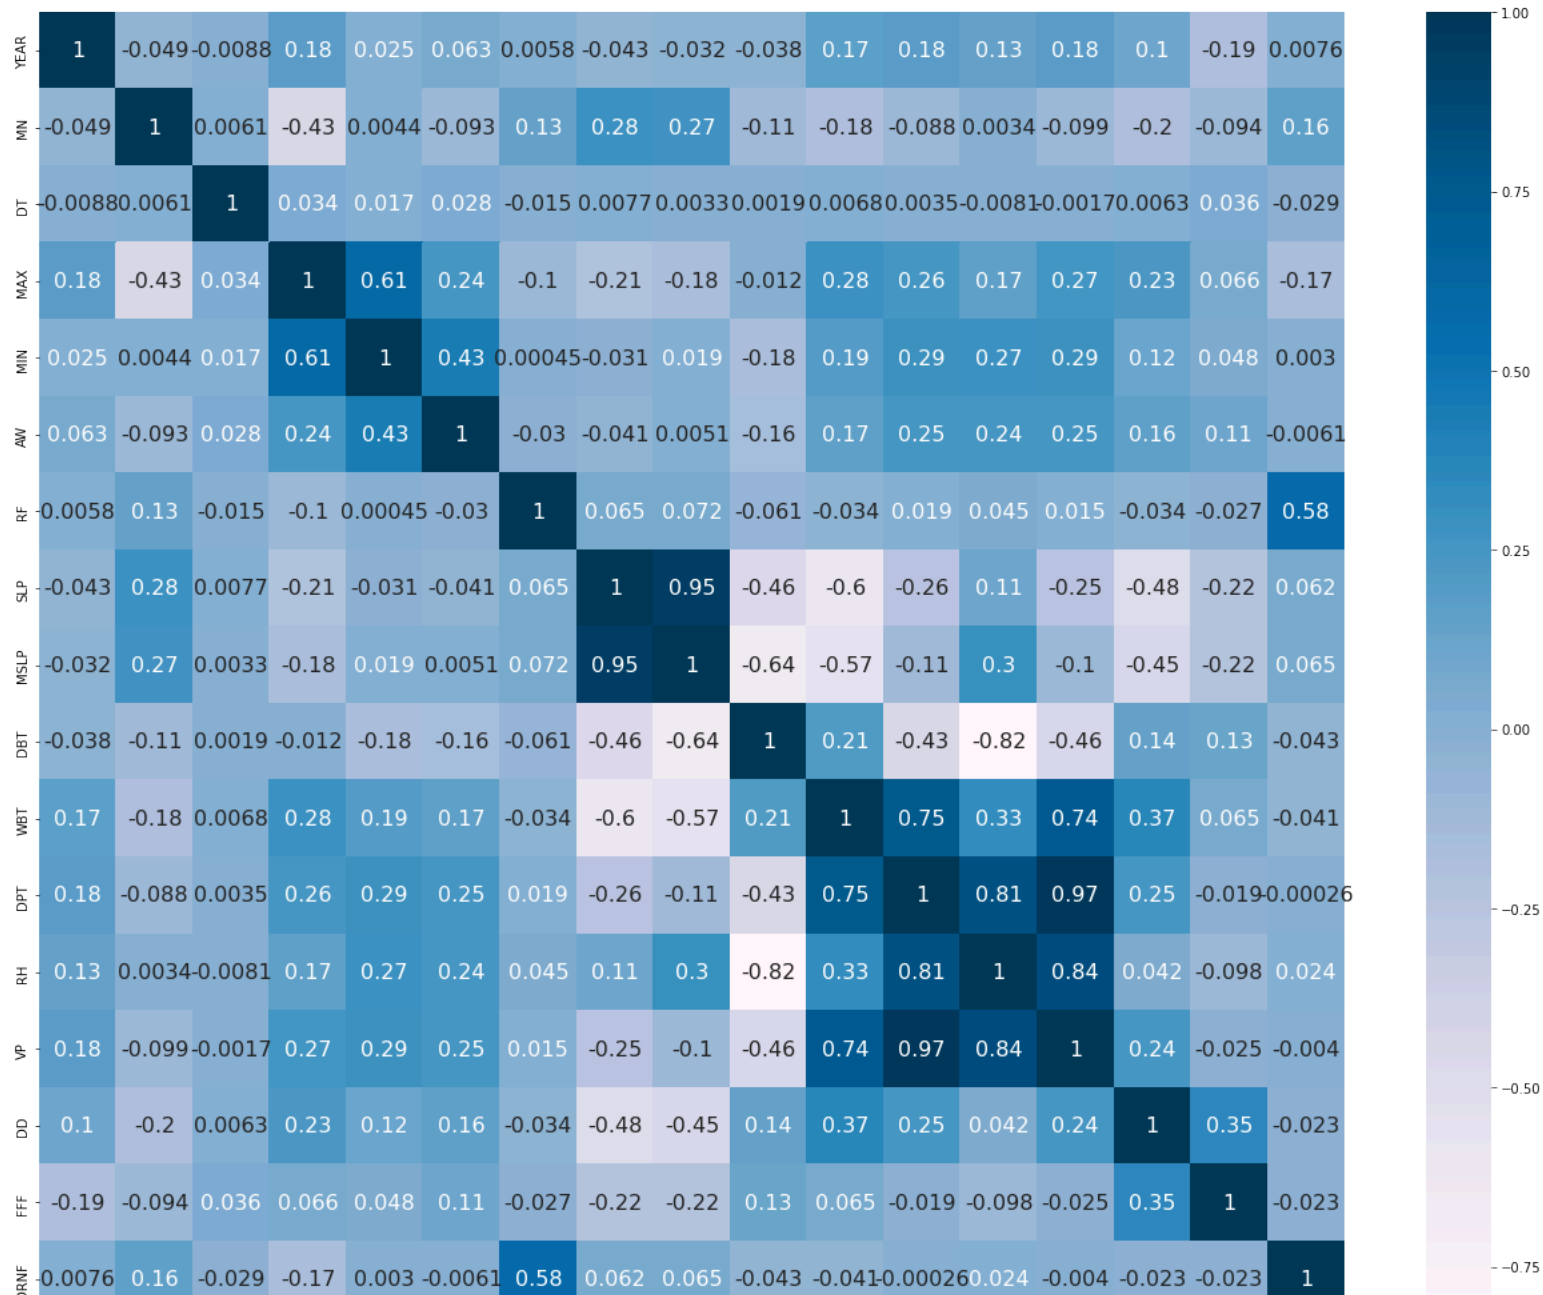 YEAR 1 -0.049 -0.0088 0.18 0.025 0.063 0.0058 -0.043 -0.032 -0.038 0.17 0.18 0.13 0.18 0.1 -0.19 0.0076
MN -0.049 1 0.0061 -0.43 0.0044 -0.093 0.13 0.28 0.27 -0.11 -0.18 -0.088 0.0034 -0.099 -0.2 -0.094 0.16
DT -0.0088 0.0061 1 0.034 0.017 0.028 -0.015 0.0077 0.0033 0.0019 0.0068 0.0035 -0.0081 -0.0017 0.0063 0.036 -0.029
MAX 0.18 -0.43 0.034 1 0.61 0.24 -0.1 -0.21 -0.18 -0.012 0.28 0.26 0.17 0.27 0.23 0.066 -0.17
MIN 0.025 0.0044 0.017 0.61 1 0.43 0.00045 -0.031 0.019 -0.18 0.19 0.29 0.27 0.29 0.12 0.048 0.003
AW 0.063 -0.093 0.028 0.24 0.43 1 -0.03 -0.041 0.0051 -0.16 0.17 0.25 0.24 0.25 0.16 0.11 -0.0061
RF 0.0058 0.13 -0.015 -0.1 0.00045 -0.03 1 0.065 0.072 -0.061 -0.034 0.019 0.045 0.015 -0.034 -0.027 0.58
SLP -0.043 0.28 0.0077 -0.21 -0.031 -0.041 0.065 1 0.95 -0.46 -0.6 -0.26 0.11 -0.25 -0.48 -0.22 0.062
MSLP -0.032 0.27 0.0033 -0.18 0.019 0.0051 0.072 0.95 1 -0.64 -0.57 -0.11 0.3 -0.1 -0.45 -0.22 0.065
DBT -0.038 -0.11 0.0019 -0.012 -0.18 -0.16 -0.061 -0.46 -0.64 1 0.21 -0.43 -0.82 -0.46 0.14 0.13 -0.043
WBT 0.17 -0.18 0.0068 0.28 0.19 0.17 -0.034 -0.6 -0.57 0.21 1 0.75 0.33 0.74 0.37 0.065 -0.041
DPT 0.18 -0.088 0.0035 0.26 0.29 0.25 0.019 -0.26 -0.11 -0.43 0.75 1 0.81 0.97 0.25 -0.019 -0.00026
RH 0.13 0.0034 -0.0081 0.17 0.27 0.24 0.045 0.11 0.3 -0.82 0.33 0.81 1 0.84 0.042 -0.098 0.024
VP 0.18 -0.099 -0.0017 0.27 0.29 0.25 0.015 -0.25 -0.1 -0.46 0.74 0.97 0.84 1 0.24 -0.025 -0.004
DD 0.1 -0.2 0.0063 0.23 0.12 0.16 -0.034 -0.48 -0.45 0.14 0.37 0.25 0.042 0.24 1 0.35 -0.023
FFF -0.19 -0.094 0.036 0.066 0.048 0.11 -0.027 -0.22 -0.22 0.13 0.065 -0.019 -0.098 -0.025 0.35 1 -0.023
0.0076 0.16 -0.029 -0.17 0.003 -0.0061 0.58 0.062 0.065 -0.043 -0.041 -0.00026 0.024 -0.004 -0.023 -0.023 1
1.00
0.75
0.50
0.25
0.00
−0.25
−0.50
−0.75